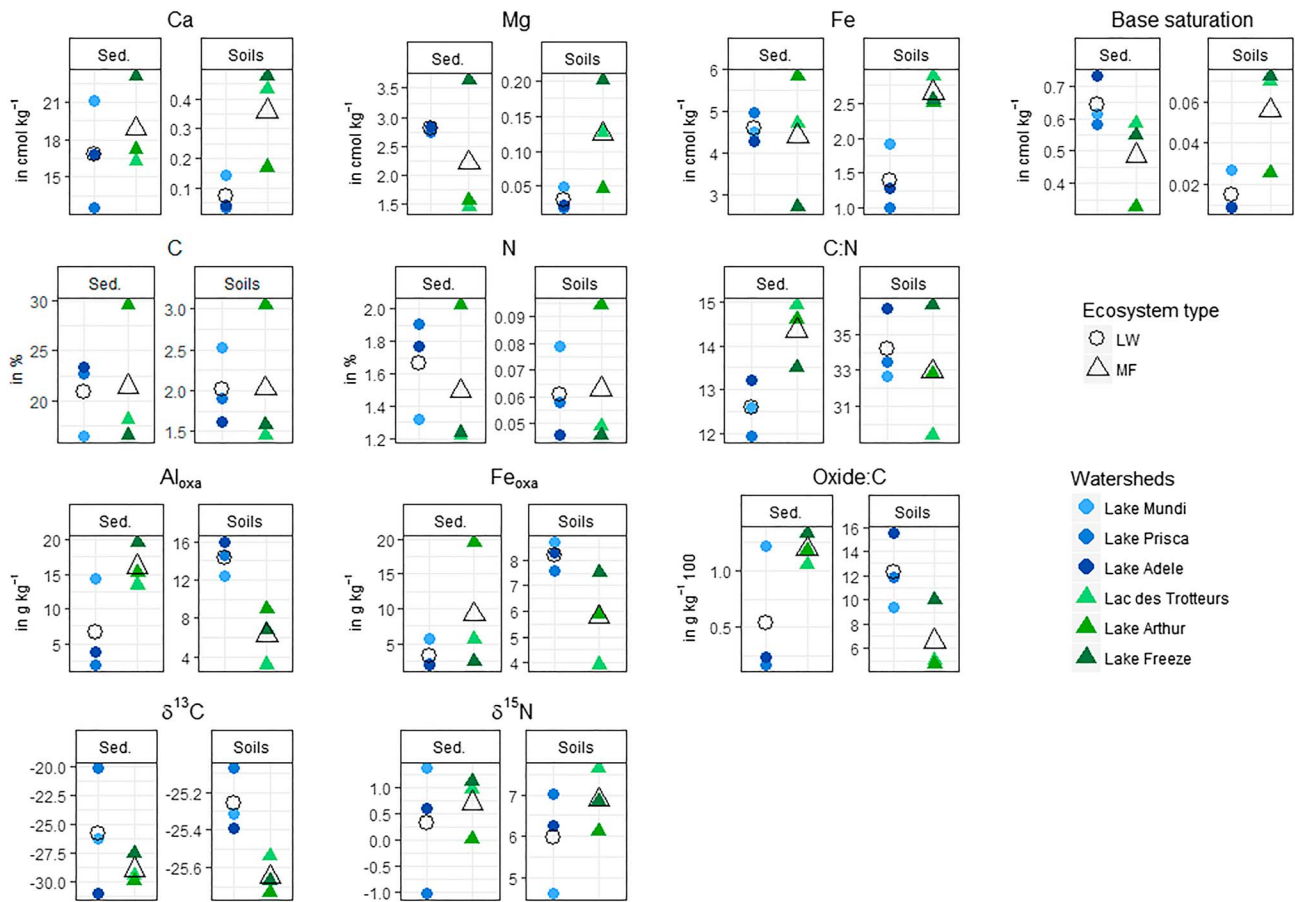 Ca
Mg
Fe
Base saturation
Sed.
Soils
Sed.
Soils
Sed.
Soils
Sed.
Soils
in cmol kg⁻¹
21
18
15
0.4
0.3
0.2
0.1
in cmol kg⁻¹
3.5
3.0
2.5
2.0
1.5
0.20
0.15
0.10
0.05
in cmol kg⁻¹
6
5
4
3
2.5
2.0
1.5
1.0
in cmol kg⁻¹
0.7
0.6
0.5
0.4
0.06
0.04
0.02
C
N
C:N
Sed.
Soils
Sed.
Soils
Sed.
Soils
in %
30
25
20
3.0
2.5
2.0
1.5
in %
2.0
1.8
1.6
1.4
1.2
0.09
0.08
0.07
0.06
0.05
15
14
13
12
35
33
31
Ecosystem type
LW
MF
Al oxa
Fe oxa
Oxide:C
Sed.
Soils
Sed.
Soils
Sed.
Soils
in g kg⁻¹
20
15
10
5
16
12
8
4
in g kg⁻¹
20
15
10
5
8
7
6
5
4
in g kg⁻¹ 100
1.0
0.5
16
14
12
10
8
6
Watersheds
Lake Mundi
Lake Prisca
Lake Adele
Lac des Trotteurs
Lake Arthur
Lake Freeze
δ¹³C
δ¹⁵N
Sed.
Soils
Sed.
Soils
-20.0
-22.5
-25.0
-27.5
-30.0
-25.2
-25.4
-25.6
1.0
0.5
0.0
-0.5
-1.0
7
6
5